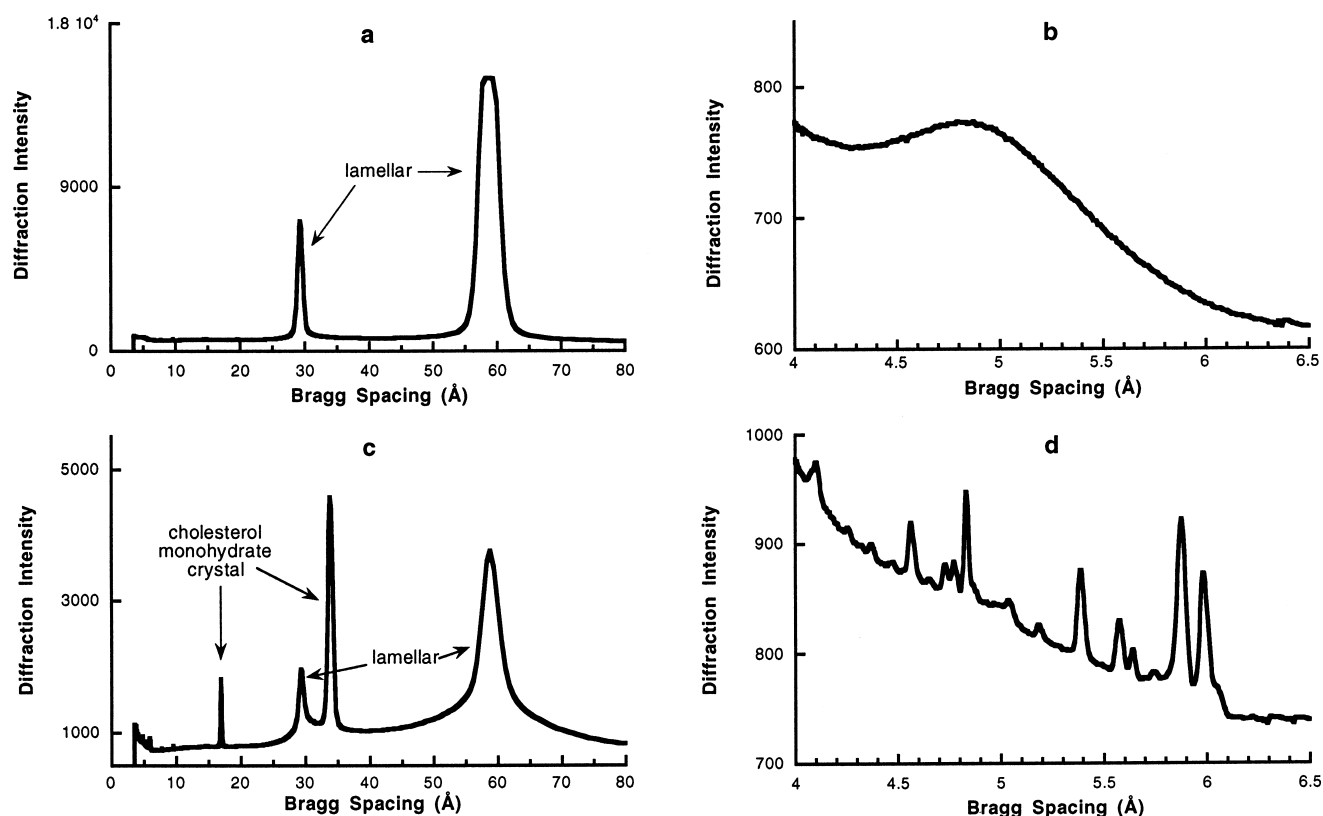 a
1.8 10⁴
9000
0
Diffraction Intensity
lamellar
0 10 20 30 40 50 60 70 80
Bragg Spacing (Å)
b
800
700
600
Diffraction Intensity
4 4.5 5 5.5 6 6.5
Bragg Spacing (Å)
c
5000
3000
1000
Diffraction Intensity
cholesterol
monohydrate
crystal
lamellar
0 10 20 30 40 50 60 70 80
Bragg Spacing (Å)
d
1000
900
800
700
Diffraction Intensity
4 4.5 5 5.5 6 6.5
Bragg Spacing (Å)